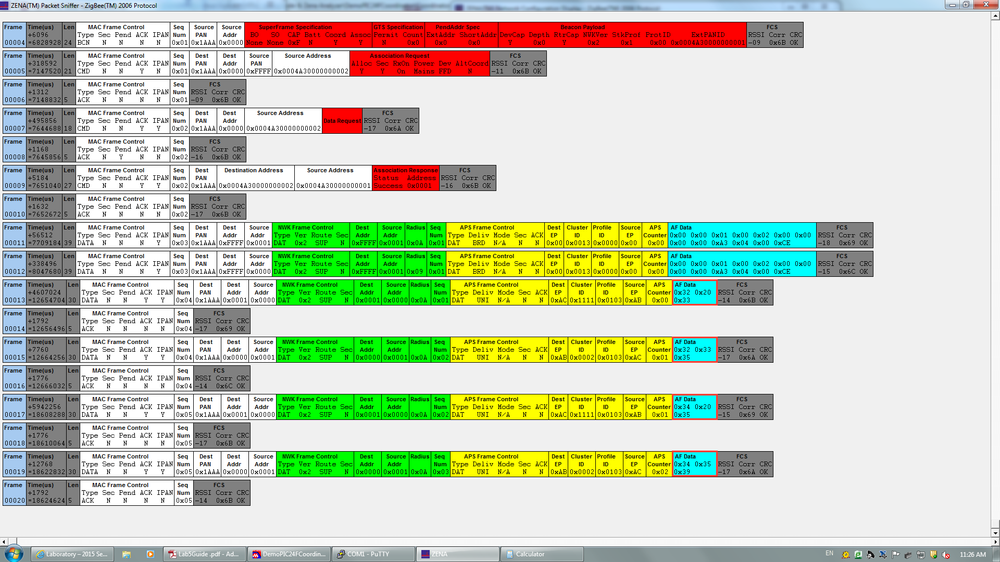 ZENA(TM) Packet Sniffer - ZigBee(TM) 2006 Protocol
Frame Time(us) Len MAC Frame Control Seq Source Source SuperFrame Specification GTS Specification PendAddr Spec Beacon Payload FCS
+6096 Type Sec Pend ACK IPAN Num PAN Addr BO SO CAP Batt Coord Assoc Permit Count ExtAddr ShortAddr DevCap Depth RtrCap NWKVer StkProf ProtID ExtPANID RSSI Corr CRC
00004 =6828928 24 BCN N N N N 0x01 0x1AAA 0x0000 None None 0xF N Y Y N 0x0 0x0 0x0 Y 0x0 Y 0x2 0x1 0x00 0x0004A30000000001 -09 0x6B OK
Frame Time(us) Len MAC Frame Control Seq Dest Dest Source Source Address Association Request FCS
+318592 Type Sec Pend ACK IPAN Num PAN Addr PAN Alloc Sec RxOn Power Dev AltCoord RSSI Corr CRC
00005 =7147520 21 CMD N N Y N 0x01 0x1AAA 0x0000 0xFFFF 0x0004A30000000002 Y Y On Mains FFD N -11 0x6B OK
Frame Time(us) Len MAC Frame Control Seq FCS
+1312 Type Sec Pend ACK IPAN Num RSSI Corr CRC
00006 =7148832 5 ACK N N N N 0x01 -09 0x6B OK
Frame Time(us) Len MAC Frame Control Seq Dest Dest Source Address FCS
+495856 Type Sec Pend ACK IPAN Num PAN Addr Data Request RSSI Corr CRC
00007 =7644688 18 CMD N N Y Y 0x02 0x1AAA 0x0000 0x0004A30000000002 -17 0x6A OK
Frame Time(us) Len MAC Frame Control Seq FCS
+1168 Type Sec Pend ACK IPAN Num RSSI Corr CRC
00008 =7645856 5 ACK N Y N N 0x02 -16 0x6B OK
Frame Time(us) Len MAC Frame Control Seq Dest Destination Address Source Address Association Response FCS
+5184 Type Sec Pend ACK IPAN Num PAN Status Address RSSI Corr CRC
00009 =7651040 27 CMD N N Y Y 0x02 0x1AAA 0x0004A30000000002 0x0004A30000000001 Success 0x0001 -16 0x6B OK
Frame Time(us) Len MAC Frame Control Seq FCS
+1632 Type Sec Pend ACK IPAN Num RSSI Corr CRC
00010 =7652672 5 ACK N N N N 0x02 -17 0x6B OK
Frame Time(us) Len MAC Frame Control Seq Dest Dest Source NWK Frame Control Dest Source Radius Seq APS Frame Control Dest Cluster Profile Source APS AF Data FCS
+56512 Type Sec Pend ACK IPAN Num PAN Addr Addr Type Ver Route Sec Addr Addr Num Type Deliv Mode Sec ACK EP ID ID EP Counter 0x00 0x00 0x01 0x00 0x02 0x00 0x00 RSSI Corr CRC
00011 =7709184 39 DATA N N N Y 0x03 0x1AAA 0xFFFF 0x0001 DAT 0x2 SUP N 0xFFFF 0x0001 0x0A 0x01 DAT BRD N/A N N 0x00 0x0013 0x0000 0x00 0x00 0x00 0x00 0xA3 0x04 0x00 0xCE -18 0x69 OK
Frame Time(us) Len MAC Frame Control Seq Dest Dest Source NWK Frame Control Dest Source Radius Seq APS Frame Control Dest Cluster Profile Source APS AF Data FCS
+338496 Type Sec Pend ACK IPAN Num PAN Addr Addr Type Ver Route Sec Addr Addr Num Type Deliv Mode Sec ACK EP ID ID EP Counter 0x00 0x00 0x01 0x00 0x02 0x00 0x00 RSSI Corr CRC
00012 =8047680 39 DATA N N N Y 0x03 0x1AAA 0xFFFF 0x0000 DAT 0x2 SUP N 0xFFFF 0x0001 0x09 0x01 DAT BRD N/A N N 0x00 0x0013 0x0000 0x00 0x00 0x00 0x00 0xA3 0x04 0x00 0xCE -15 0x6C OK
Frame Time(us) Len MAC Frame Control Seq Dest Dest Source NWK Frame Control Dest Source Radius Seq APS Frame Control Dest Cluster Profile Source APS AF Data FCS
+4607024 Type Sec Pend ACK IPAN Num PAN Addr Addr Type Ver Route Sec Addr Addr Num Type Deliv Mode Sec ACK EP ID ID EP Counter 0x32 0x20 RSSI Corr CRC
00013 =12654704 30 DATA N N Y Y 0x04 0x1AAA 0x0001 0x0000 DAT 0x2 SUP N 0x0001 0x0000 0x0A 0x01 DAT UNI N/A N N 0xAC 0x1111 0x0103 0xAB 0x00 0x33 -14 0x6B OK
Frame Time(us) Len MAC Frame Control Seq FCS
+1792 Type Sec Pend ACK IPAN Num RSSI Corr CRC
00014 =12656496 5 ACK N N N N 0x04 -17 0x69 OK
Frame Time(us) Len MAC Frame Control Seq Dest Dest Source NWK Frame Control Dest Source Radius Seq APS Frame Control Dest Cluster Profile Source APS AF Data FCS
+7760 Type Sec Pend ACK IPAN Num PAN Addr Addr Type Ver Route Sec Addr Addr Num Type Deliv Mode Sec ACK EP ID ID EP Counter 0x32 0x33 RSSI Corr CRC
00015 =12664256 30 DATA N N Y Y 0x04 0x1AAA 0x0000 0x0001 DAT 0x2 SUP N 0x0000 0x0001 0x0A 0x02 DAT UNI N/A N N 0xAB 0x0002 0x0103 0xAC 0x01 0x35 -17 0x6A OK
Frame Time(us) Len MAC Frame Control Seq FCS
+1776 Type Sec Pend ACK IPAN Num RSSI Corr CRC
00016 =12666032 5 ACK N N N N 0x04 -14 0x6C OK
Frame Time(us) Len MAC Frame Control Seq Dest Dest Source NWK Frame Control Dest Source Radius Seq APS Frame Control Dest Cluster Profile Source APS AF Data FCS
+5942256 Type Sec Pend ACK IPAN Num PAN Addr Addr Type Ver Route Sec Addr Addr Num Type Deliv Mode Sec ACK EP ID ID EP Counter 0x34 0x20 RSSI Corr CRC
00017 =18608288 30 DATA N N Y Y 0x05 0x1AAA 0x0001 0x0000 DAT 0x2 SUP N 0x0001 0x0000 0x0A 0x02 DAT UNI N/A N N 0xAC 0x1111 0x0103 0xAB 0x01 0x35 -15 0x69 OK
Frame Time(us) Len MAC Frame Control Seq FCS
+1776 Type Sec Pend ACK IPAN Num RSSI Corr CRC
00018 =18610064 5 ACK N N N N 0x05 -17 0x6B OK
Frame Time(us) Len MAC Frame Control Seq Dest Dest Source NWK Frame Control Dest Source Radius Seq APS Frame Control Dest Cluster Profile Source APS AF Data FCS
+12768 Type Sec Pend ACK IPAN Num PAN Addr Addr Type Ver Route Sec Addr Addr Num Type Deliv Mode Sec ACK EP ID ID EP Counter 0x34 0x35 RSSI Corr CRC
00019 =18622832 30 DATA N N Y Y 0x05 0x1AAA 0x0000 0x0001 DAT 0x2 SUP N 0x0000 0x0001 0x0A 0x03 DAT UNI N/A N N 0xAB 0x0002 0x0103 0xAC 0x02 0x39 -17 0x6A OK
Frame Time(us) Len MAC Frame Control Seq FCS
+1792 Type Sec Pend ACK IPAN Num RSSI Corr CRC
00020 =18624624 5 ACK N N N N 0x05 -14 0x6B OK
Laboratory – 2015 Se... Lab5Guide .pdf - Ad... DemoPIC24FCoordin... COM1 - PuTTY ZENA Calculator EN 11:26 AM